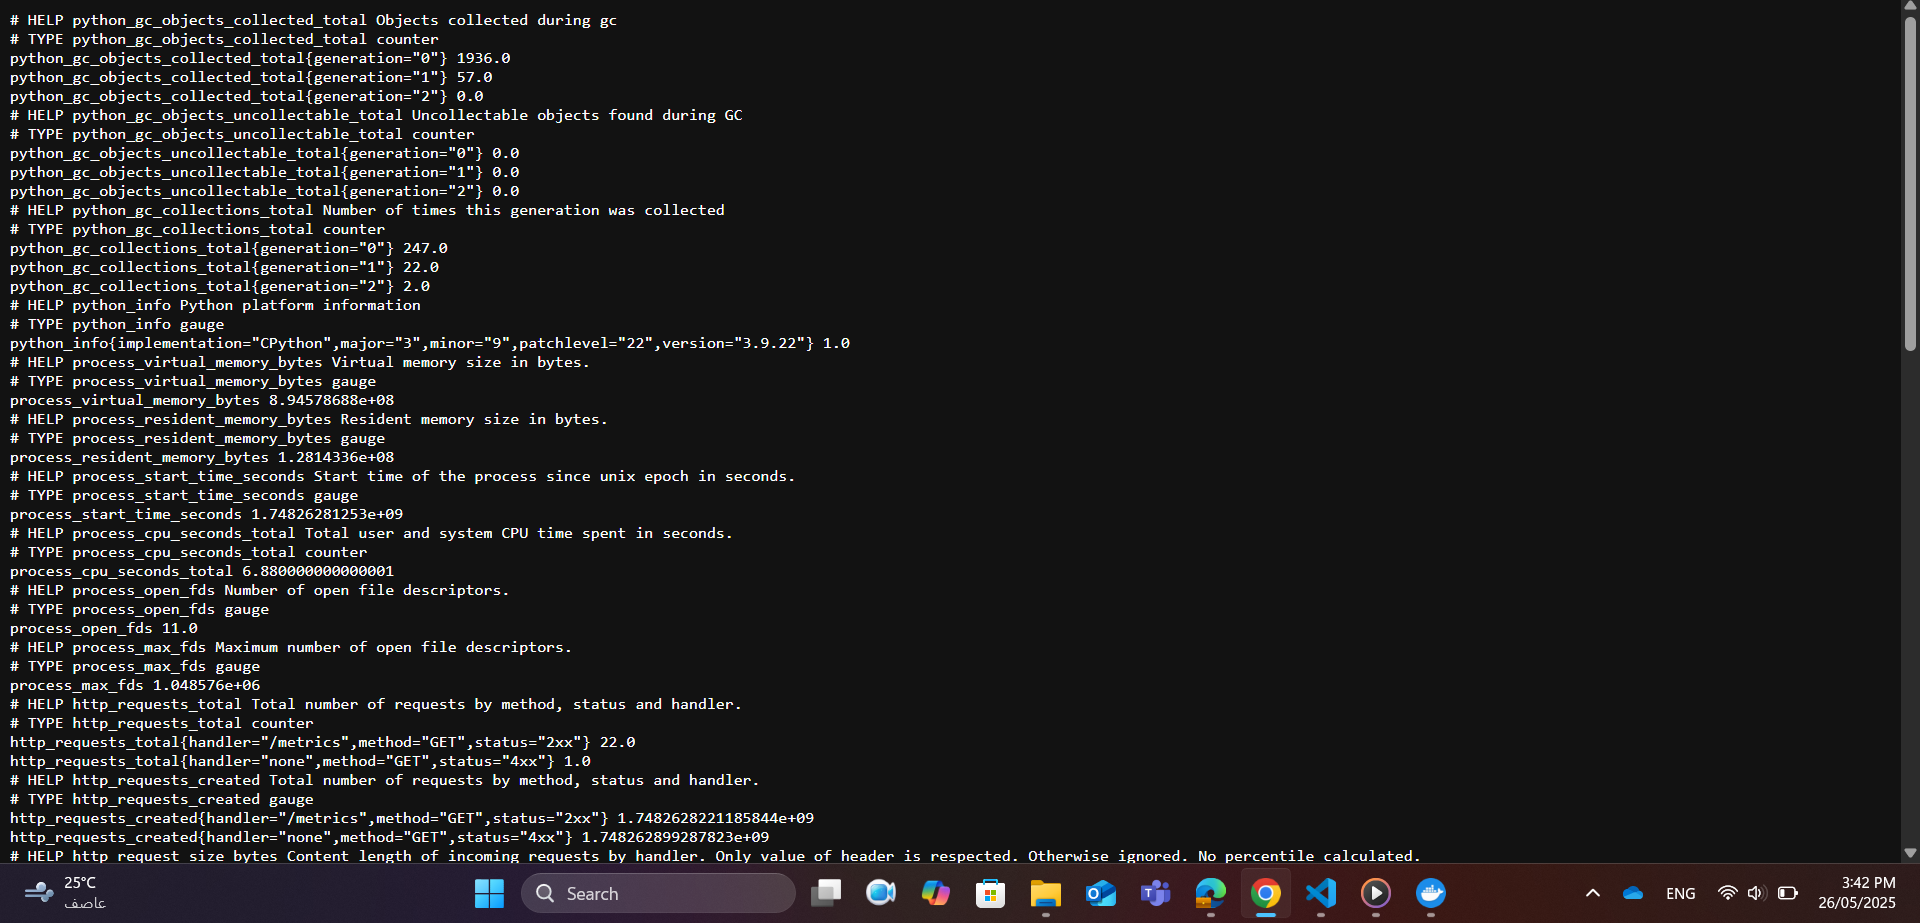 # HELP python_gc_objects_collected_total Objects collected during gc
# TYPE python_gc_objects_collected_total counter
python_gc_objects_collected_total{generation="0"} 1936.0
python_gc_objects_collected_total{generation="1"} 57.0
python_gc_objects_collected_total{generation="2"} 0.0
# HELP python_gc_objects_uncollectable_total Uncollectable objects found during GC
# TYPE python_gc_objects_uncollectable_total counter
python_gc_objects_uncollectable_total{generation="0"} 0.0
python_gc_objects_uncollectable_total{generation="1"} 0.0
python_gc_objects_uncollectable_total{generation="2"} 0.0
# HELP python_gc_collections_total Number of times this generation was collected
# TYPE python_gc_collections_total counter
python_gc_collections_total{generation="0"} 247.0
python_gc_collections_total{generation="1"} 22.0
python_gc_collections_total{generation="2"} 2.0
# HELP python_info Python platform information
# TYPE python_info gauge
python_info{implementation="CPython",major="3",minor="9",patchlevel="22",version="3.9.22"} 1.0
# HELP process_virtual_memory_bytes Virtual memory size in bytes.
# TYPE process_virtual_memory_bytes gauge
process_virtual_memory_bytes 8.94578688e+08
# HELP process_resident_memory_bytes Resident memory size in bytes.
# TYPE process_resident_memory_bytes gauge
process_resident_memory_bytes 1.2814336e+08
# HELP process_start_time_seconds Start time of the process since unix epoch in seconds.
# TYPE process_start_time_seconds gauge
process_start_time_seconds 1.74826281253e+09
# HELP process_cpu_seconds_total Total user and system CPU time spent in seconds.
# TYPE process_cpu_seconds_total counter
process_cpu_seconds_total 6.880000000000001
# HELP process_open_fds Number of open file descriptors.
# TYPE process_open_fds gauge
process_open_fds 11.0
# HELP process_max_fds Maximum number of open file descriptors.
# TYPE process_max_fds gauge
process_max_fds 1.048576e+06
# HELP http_requests_total Total number of requests by method, status and handler.
# TYPE http_requests_total counter
http_requests_total{handler="/metrics",method="GET",status="2xx"} 22.0
http_requests_total{handler="none",method="GET",status="4xx"} 1.0
# HELP http_requests_created Total number of requests by method, status and handler.
# TYPE http_requests_created gauge
http_requests_created{handler="/metrics",method="GET",status="2xx"} 1.7482628221185844e+09
http_requests_created{handler="none",method="GET",status="4xx"} 1.748262899287823e+09
# HELP http_request_size_bytes Content length of incoming requests by handler. Only value of header is respected. Otherwise ignored. No percentile calculated.
25°C
عاصف
Search
ENG
3:42 PM
26/05/2025